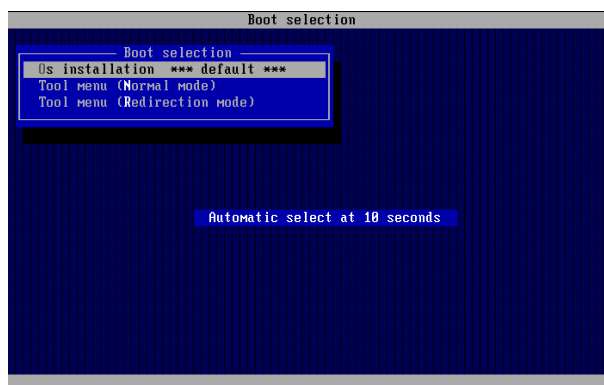 Boot selection
Boot selection
Os installation *** default ***
Tool menu (Normal mode)
Tool menu (Redirection mode)
Automatic select at 10 seconds